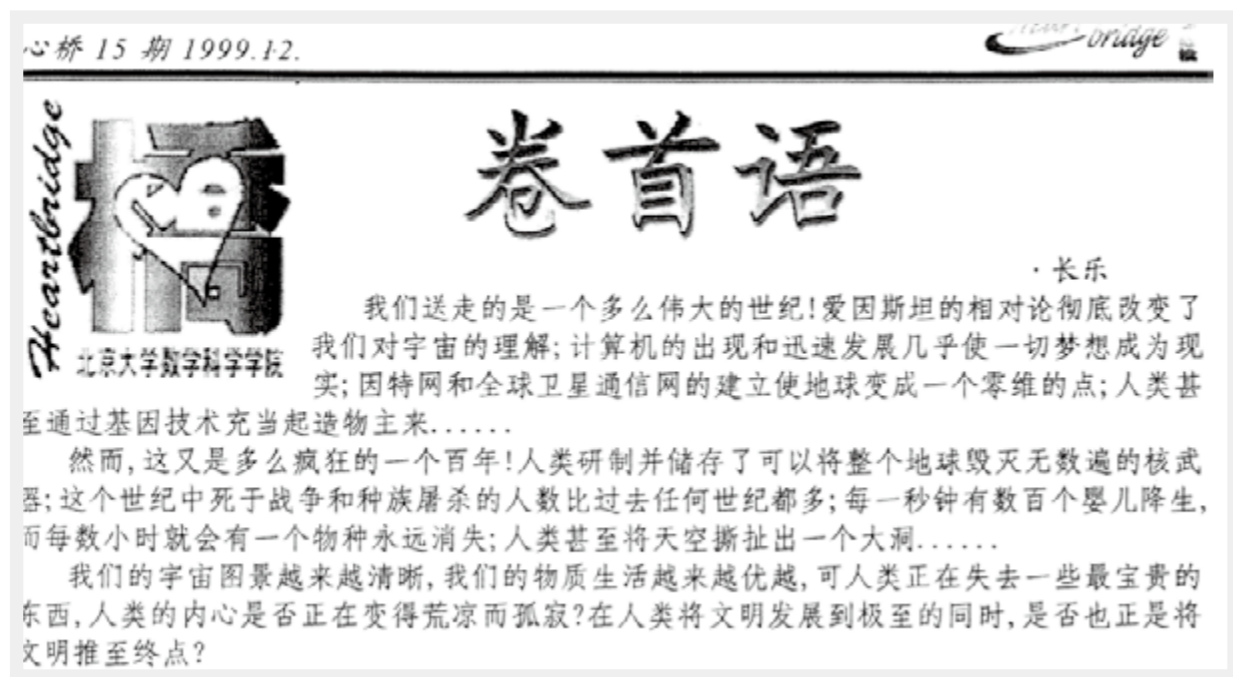 心桥 15 期 1999.12.
bridge
Heartbridge
桥
北京大学数学科学学院
卷首语
·长乐
我们送走的是一个多么伟大的世纪!爱因斯坦的相对论彻底改变了
我们对宇宙的理解;计算机的出现和迅速发展几乎使一切梦想成为现
实;因特网和全球卫星通信网的建立使地球变成一个零维的点;人类甚
至通过基因技术充当起造物主来......
然而,这又是多么疯狂的一个百年!人类研制并储存了可以将整个地球毁灭无数遍的核武
器;这个世纪中死于战争和种族屠杀的人数比过去任何世纪都多;每一秒钟有数百个婴儿降生,
而每数小时就会有一个物种永远消失;人类甚至将天空撕扯出一个大洞......
我们的宇宙图景越来越清晰,我们的物质生活越来越优越,可人类正在失去一些最宝贵的
东西,人类的内心是否正在变得荒凉而孤寂?在人类将文明发展到极至的同时,是否也正是将
文明推至终点?